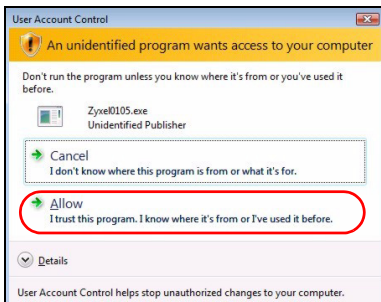 User Account Control
An unidentified program wants access to your computer
Don't run the program unless you know where it's from or you've used it
before.
Zyxel0105.exe
Unidentified Publisher
Cancel
I don't know where this program is from or what it's for.
Allow
I trust this program. I know where it's from or I've used it before.
Details
User Account Control helps stop unauthorized changes to your computer.